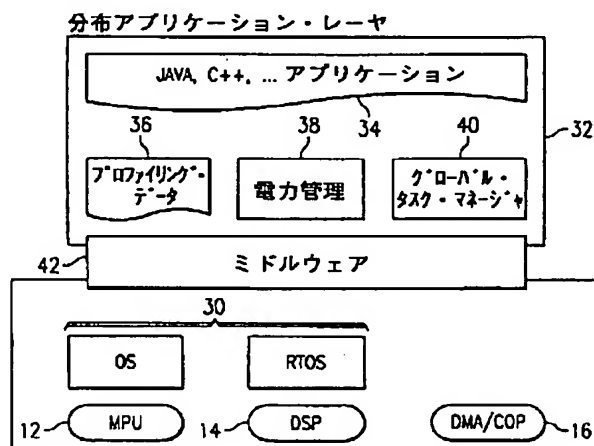 分布アプリケーション・レーヤ
JAVA, C++, ... アプリケーション
34
32
36
38
40
プロファイリング・
データ
電力管理
グローバル・
タスク・マネージャ
42
ミドルウェア
30
OS
RTOS
12
MPU
14
DSP
DMA/COP
16